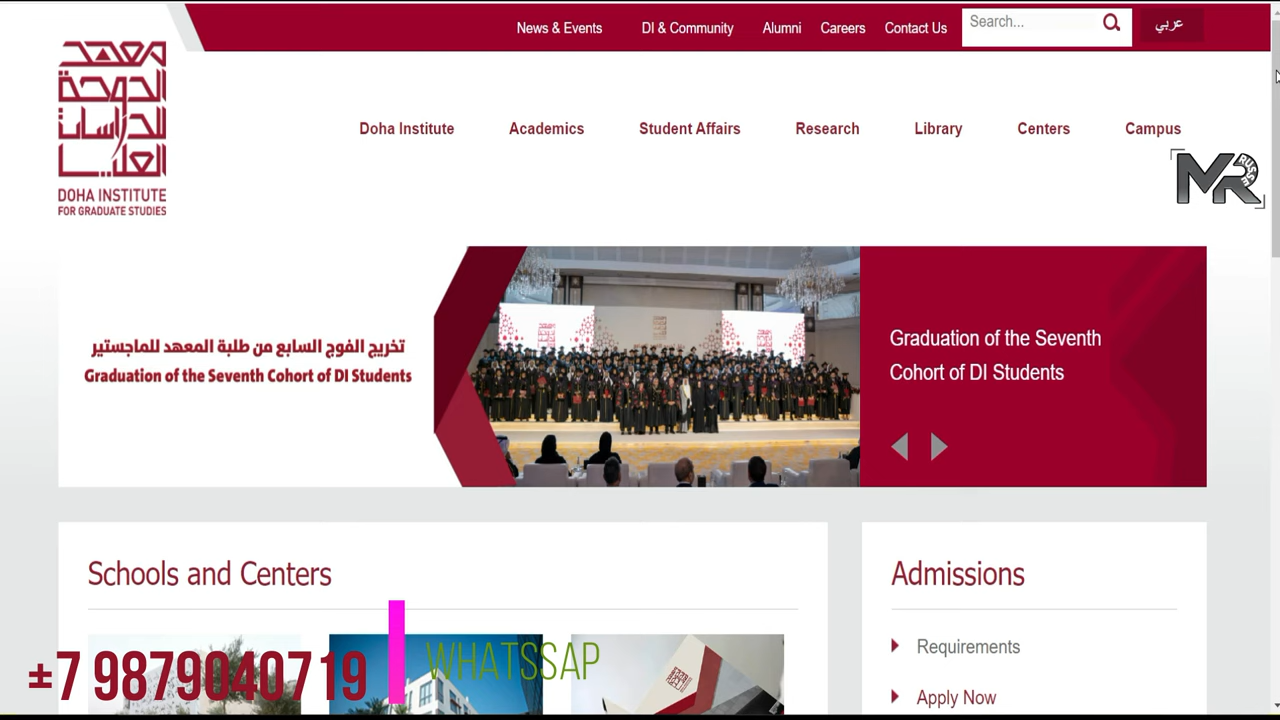 News & Events
DI & Community
Alumni
Careers
Contact Us
Search...
عربي
معهد
الدوحة
للدراسات
العليا
DOHA INSTITUTE
FOR GRADUATE STUDIES
Doha Institute
Academics
Student Affairs
Research
Library
Centers
Campus
MR
RUSSE
تخريج الفوج السابع من طلبة المعهد للماجستير
Graduation of the Seventh Cohort of DI Students
Graduation of the Seventh
Cohort of DI Students
Schools and Centers
Admissions
Requirements
Apply Now
±7 9879040719
WHATSSAP